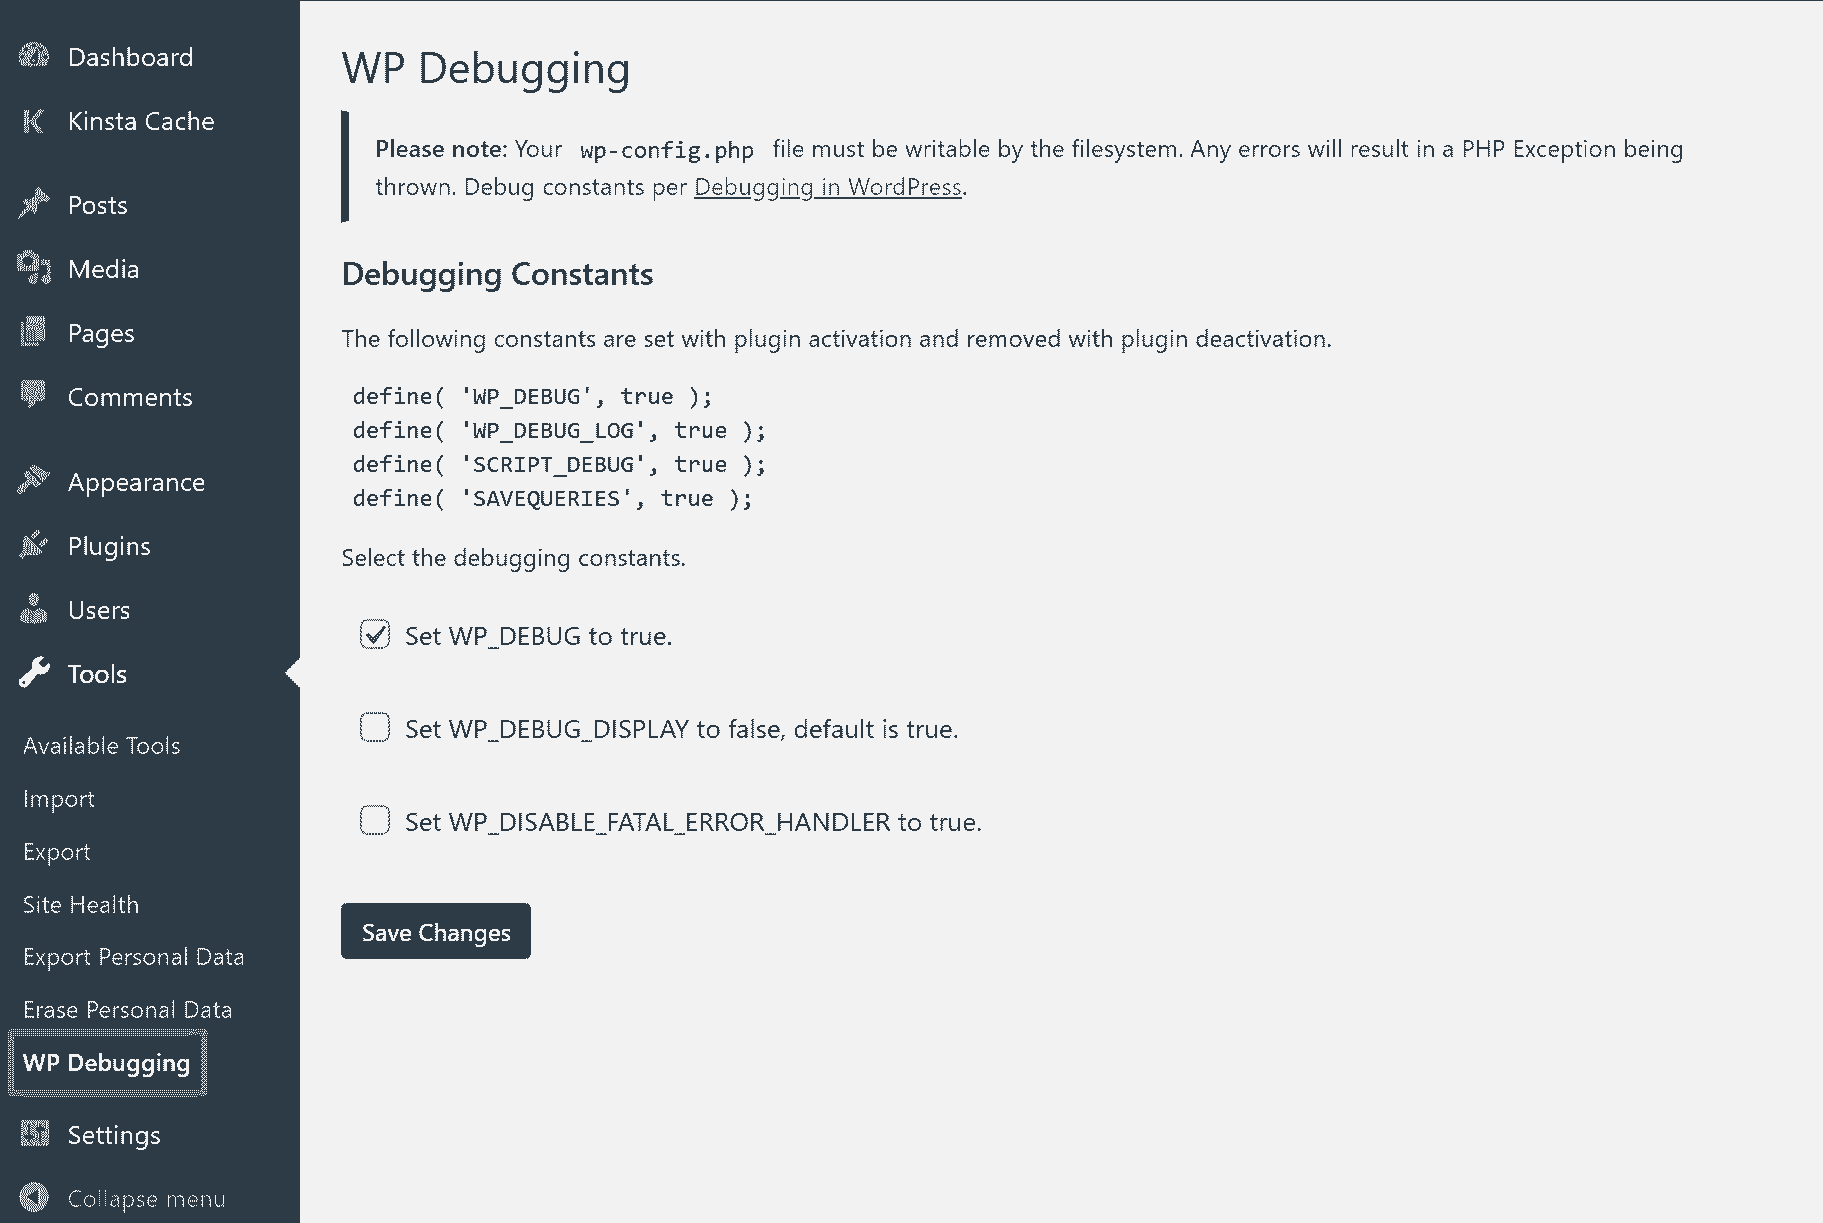 Dashboard
Kinsta Cache
Posts
Media
Pages
Comments
Appearance
Plugins
Users
Tools
Available Tools
Import
Export
Site Health
Export Personal Data
Erase Personal Data
WP Debugging
Settings
Collapse menu
WP Debugging
Please note: Your wp-config.php file must be writable by the filesystem. Any errors will result in a PHP Exception being
thrown. Debug constants per Debugging in WordPress.
Debugging Constants
The following constants are set with plugin activation and removed with plugin deactivation.
define( 'WP_DEBUG', true );
define( 'WP_DEBUG_LOG', true );
define( 'SCRIPT_DEBUG', true );
define( 'SAVEQUERIES', true );
Select the debugging constants.
Set WP_DEBUG to true.
Set WP_DEBUG_DISPLAY to false, default is true.
Set WP_DISABLE_FATAL_ERROR_HANDLER to true.
Save Changes